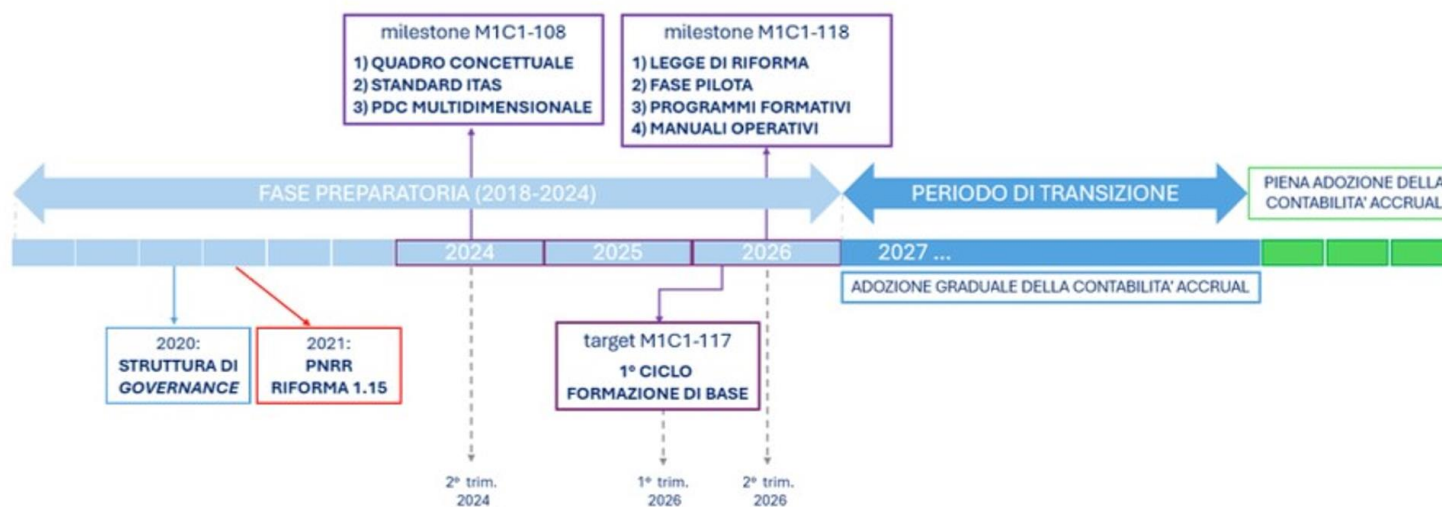 milestone M1C1-108
1) QUADRO CONCETTUALE
2) STANDARD ITAS
3) PDC MULTIDIMENSIONALE
milestone M1C1-118
1) LEGGE DI RIFORMA
2) FASE PILOTA
3) PROGRAMMI FORMATIVI
4) MANUALI OPERATIVI
FASE PREPARATORIA (2018-2024)
PERIODO DI TRANSIZIONE
PIENA ADOZIONE DELLA
CONTABILITA' ACCRUAL
2024
2025
2026
2027 ...
ADOZIONE GRADUALE DELLA CONTABILITA' ACCRUAL
2020:
STRUTTURA DI
GOVERNANCE
2021:
PNRR
RIFORMA 1.15
target M1C1-117
1° CICLO
FORMAZIONE DI BASE
2° trim.
2024
1° trim.
2026
2° trim.
2026